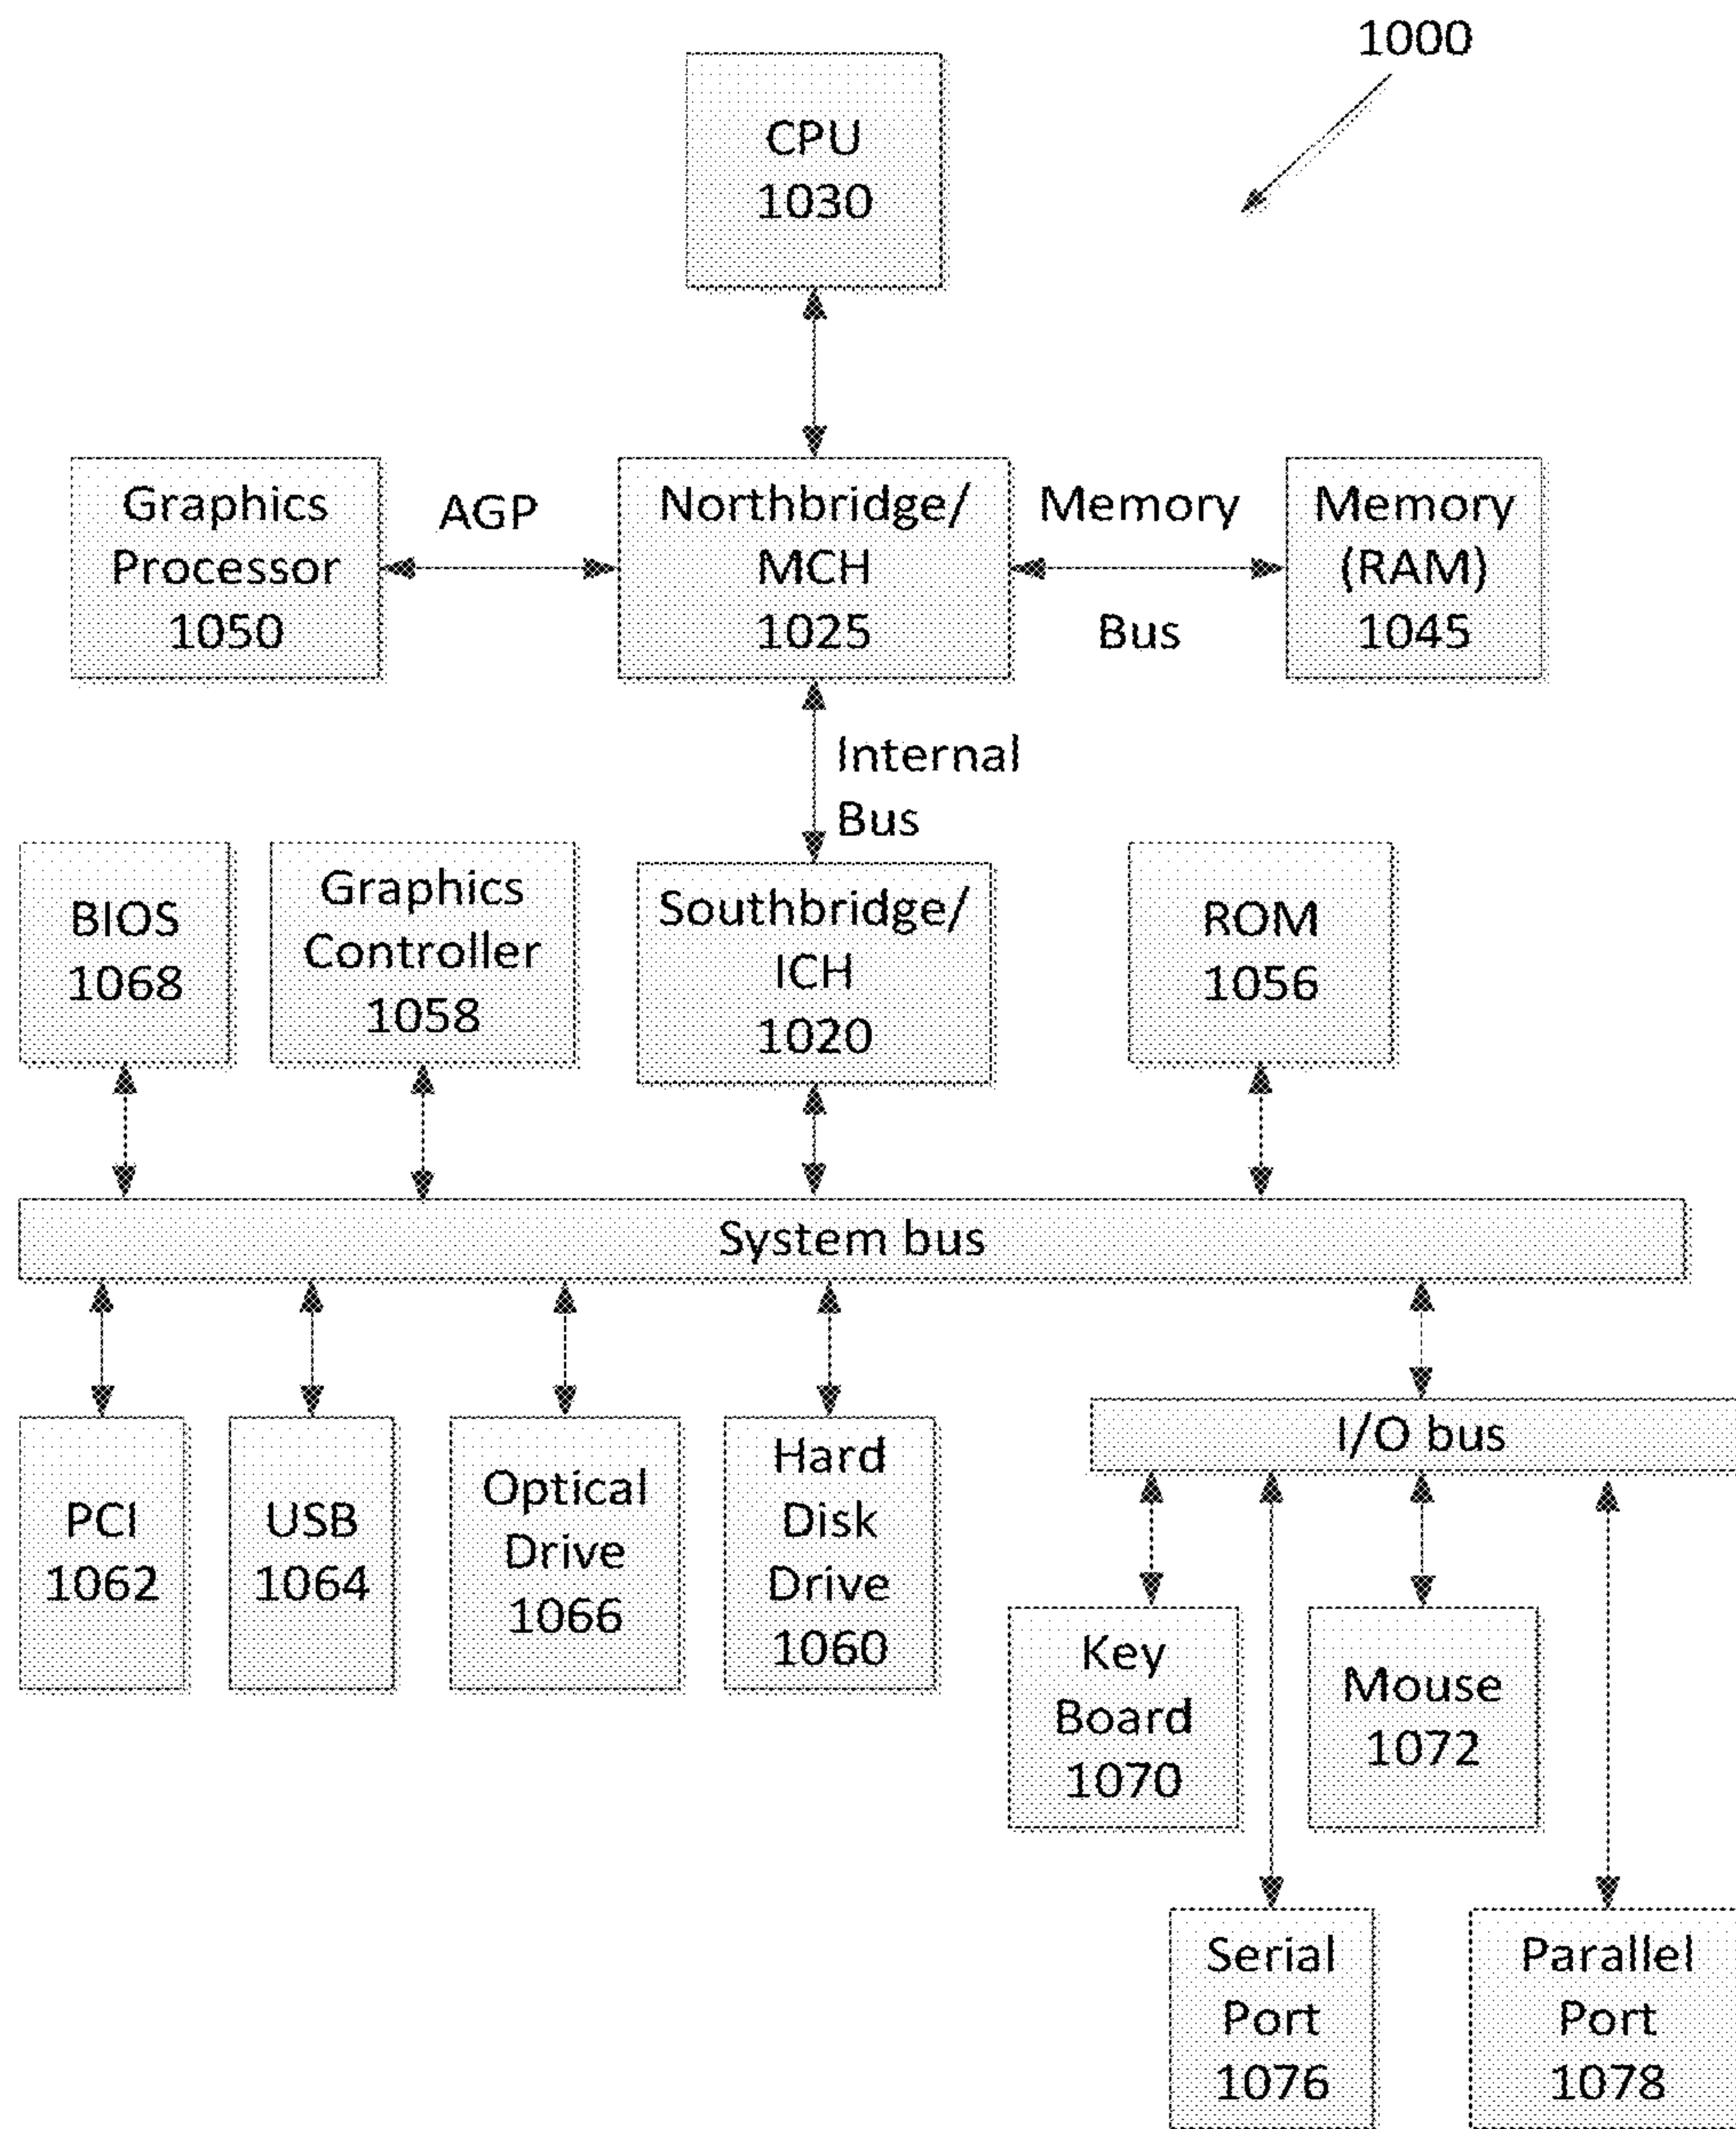 1000
CPU
1030
Graphics
Processor
1050
AGP
Northbridge/
MCH
1025
Memory
Bus
Memory
(RAM)
1045
Internal
Bus
BIOS
1068
Graphics
Controller
1058
Southbridge/
ICH
1020
ROM
1056
System bus
PCI
1062
USB
1064
Optical
Drive
1066
Hard
Disk
Drive
1060
I/O bus
Key
Board
1070
Mouse
1072
Serial
Port
1076
Parallel
Port
1078